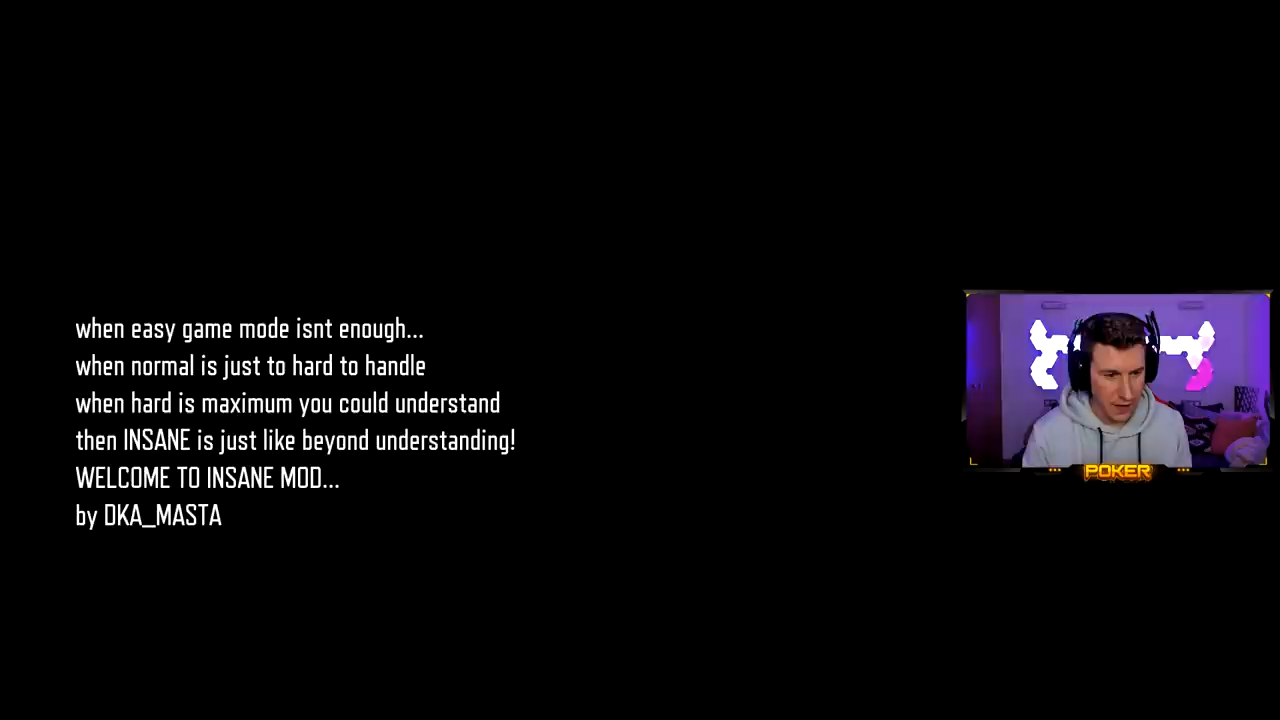 when easy game mode isnt enough...
when normal is just to hard to handle
when hard is maximum you could understand
then INSANE is just like beyond understanding!
WELCOME TO INSANE MOD...
by DKA_MASTA
POKER